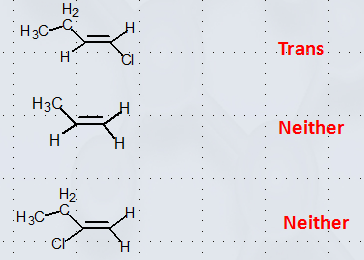 H₂
H₃C C H
H Cl
Trans
H₃C H
H H
Neither
H₂
H₃C C H
Cl H
Neither